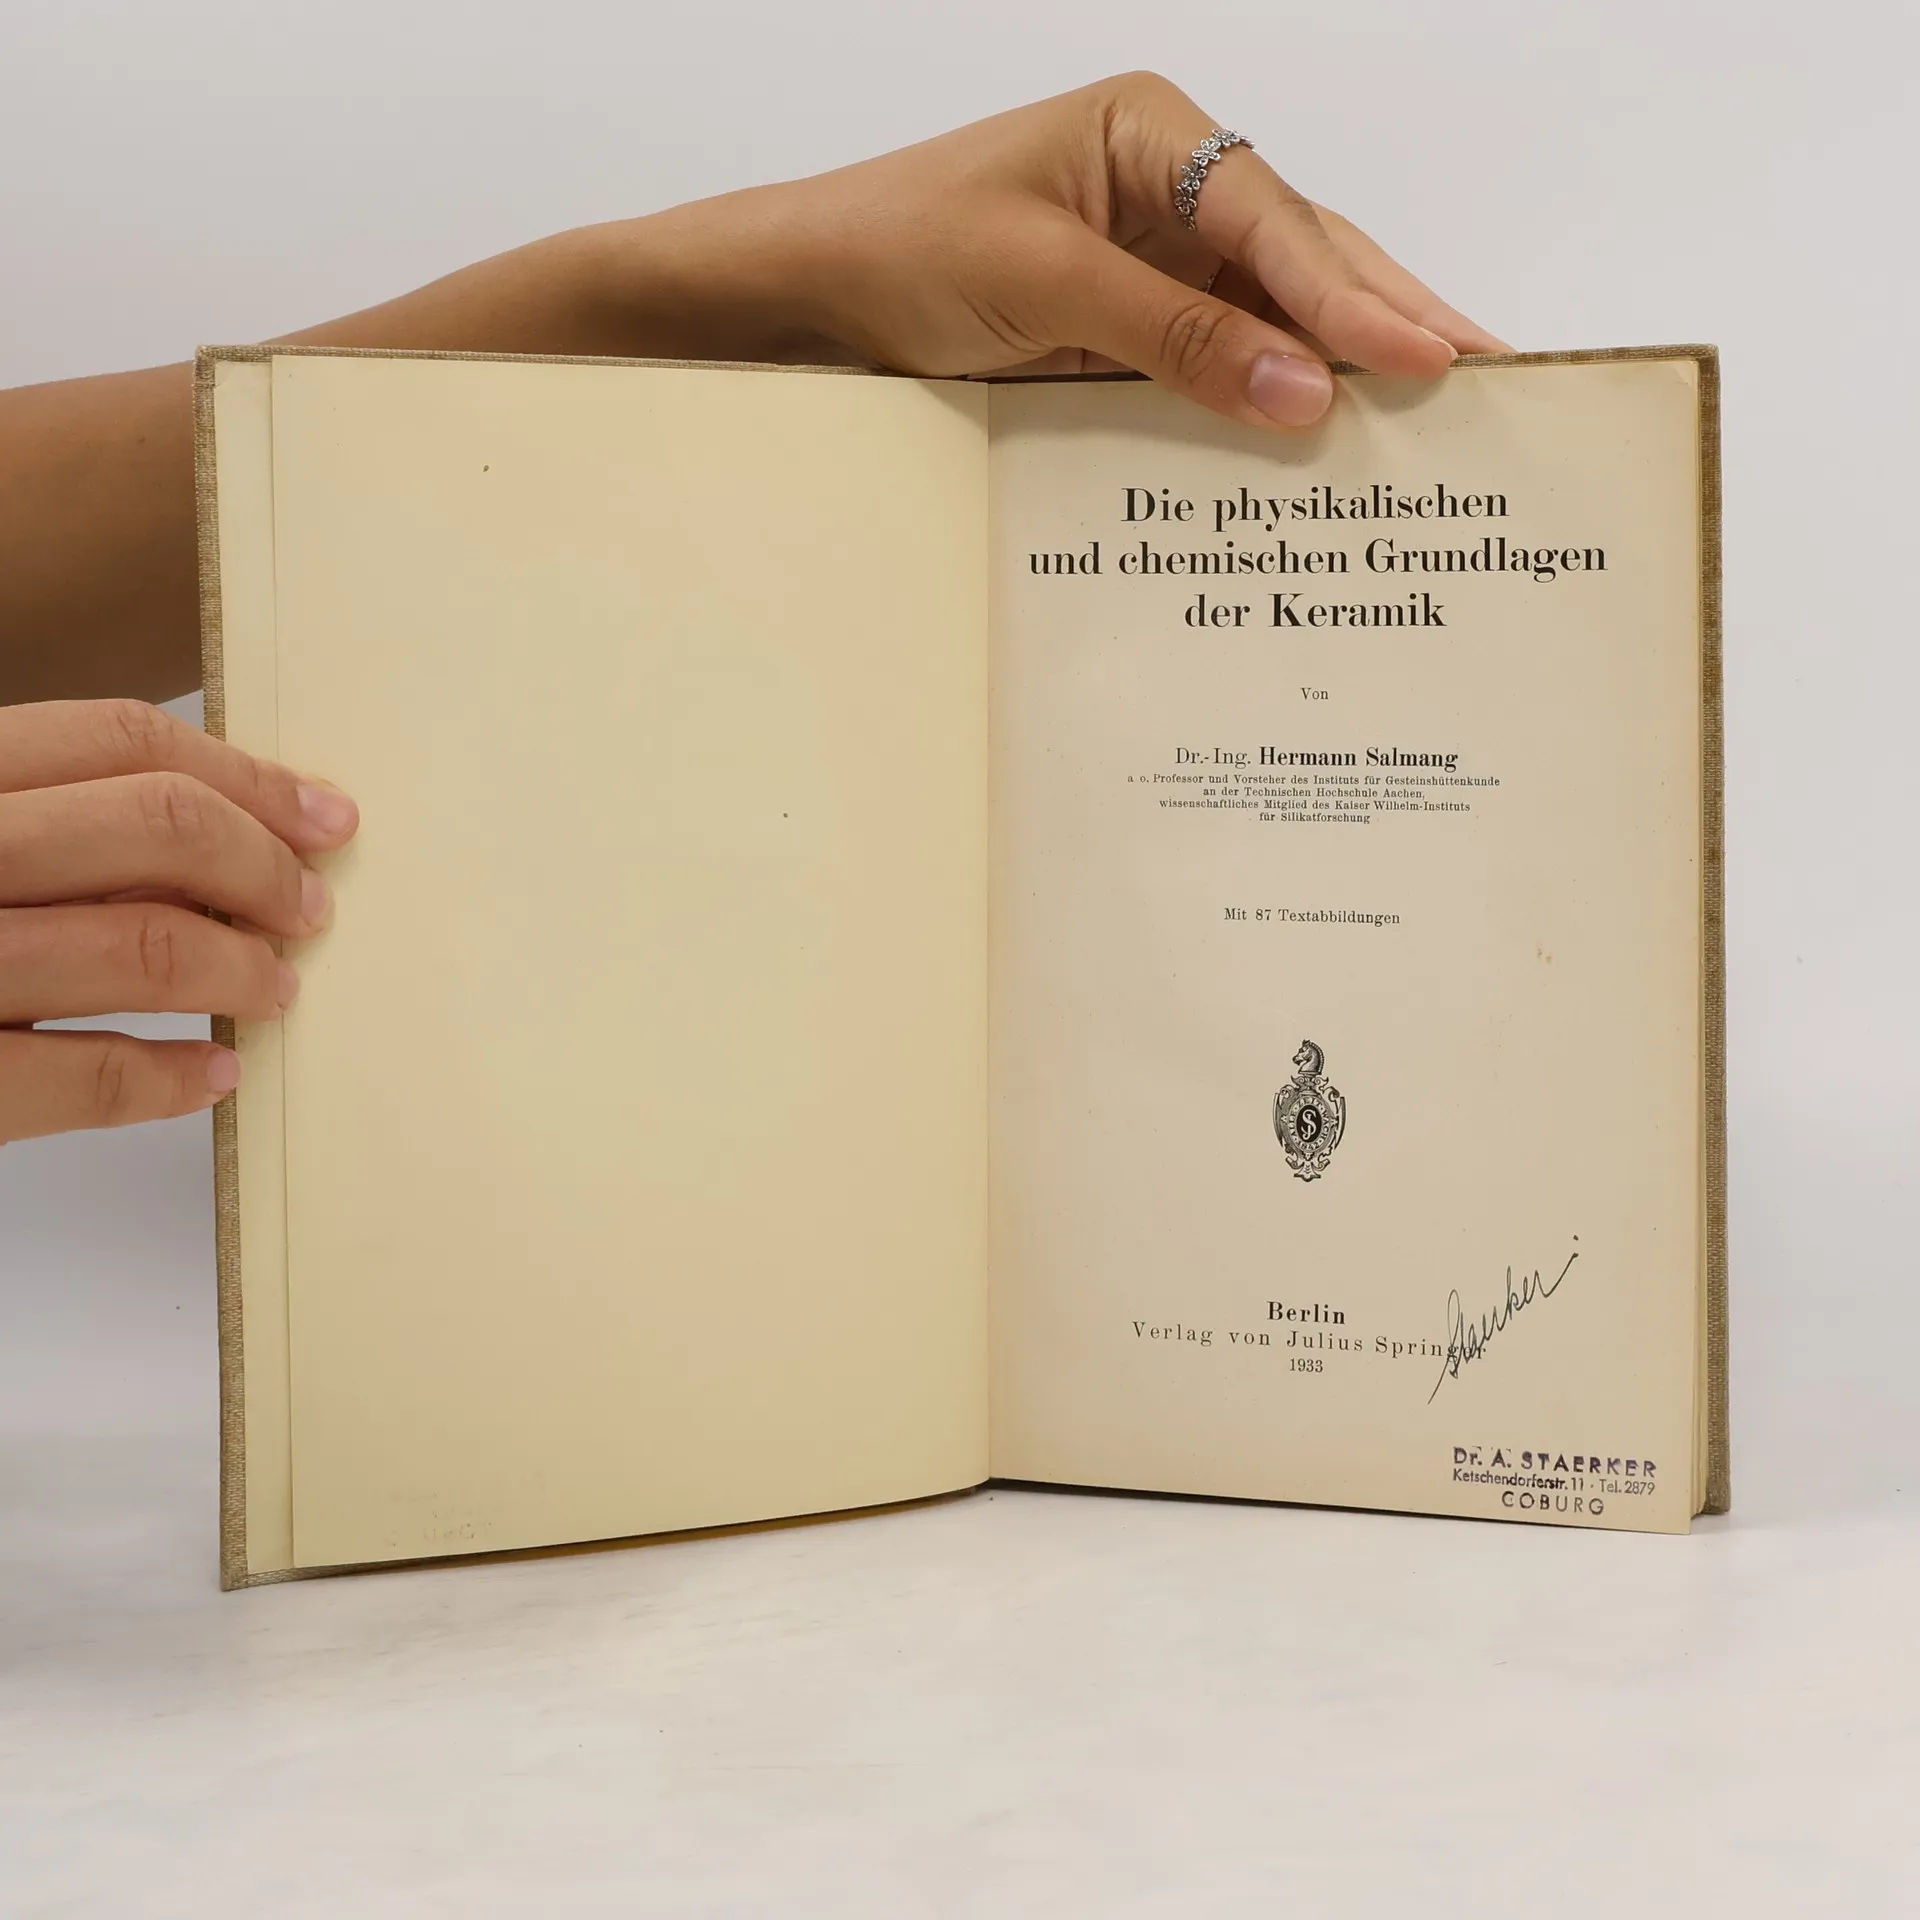 Die physikalischen
und chemischen Grundlagen
der Keramik
Von
Dr.-Ing. Hermann Salmang
a o. Professor und Vorsteher des Instituts für Gesteinshüttenkunde
an der Technischen Hochschule Aachen,
wissenschaftliches Mitglied des Kaiser Wilhelm-Instituts
für Silikatforschung
Mit 87 Textabbildungen
Berlin
Verlag von Julius Springer
1933
Staerker
Dr. A. STAERKER
Ketschendorferstr. 11 · Tel. 2879
COBURG